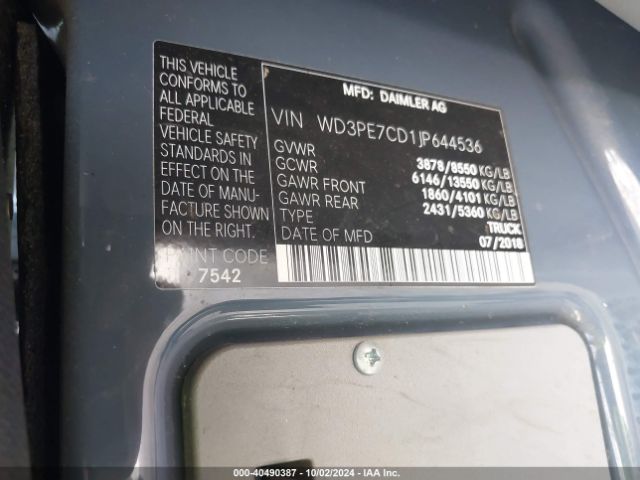 THIS VEHICLE
CONFORMS TO
ALL APPLICABLE
FEDERAL
VEHICLE SAFETY
STANDARDS IN
EFFECT ON THE
DATE OF MANU-
FACTURE SHOWN
ON THE RIGHT.
PAINT CODE
7542
MFD: DAIMLER AG
VIN WD3PE7CD1JP644536
GVWR 3878/8550 KG/LB
GCWR 6146/13550 KG/LB
GAWR FRONT 1860/4101 KG/LB
GAWR REAR 2431/5360 KG/LB
TYPE TRUCK
DATE OF MFD 07/2018
000-40490387 - 10/02/2024 - IAA Inc.